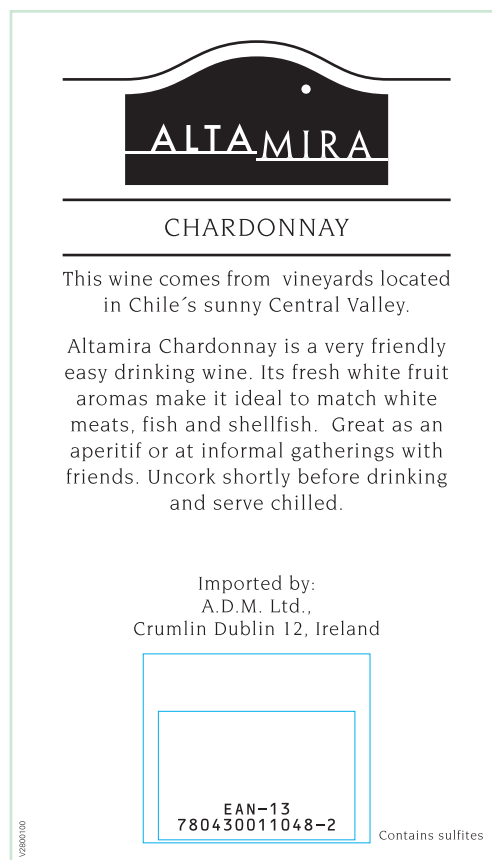 ALTAMIRA
CHARDONNAY
This wine comes from  vineyards located
in Chile´s sunny Central Valley.
Altamira Chardonnay is a very friendly
easy drinking wine. Its fresh white fruit
aromas make it ideal to match white
meats, fish and shellfish.  Great as an
aperitif or at informal gatherings with
friends. Uncork shortly before drinking
and serve chilled.
Imported by:
A.D.M. Ltd.,
Crumlin Dublin 12, Ireland
EAN-13
780430011048-2
Contains sulfites
V2800100